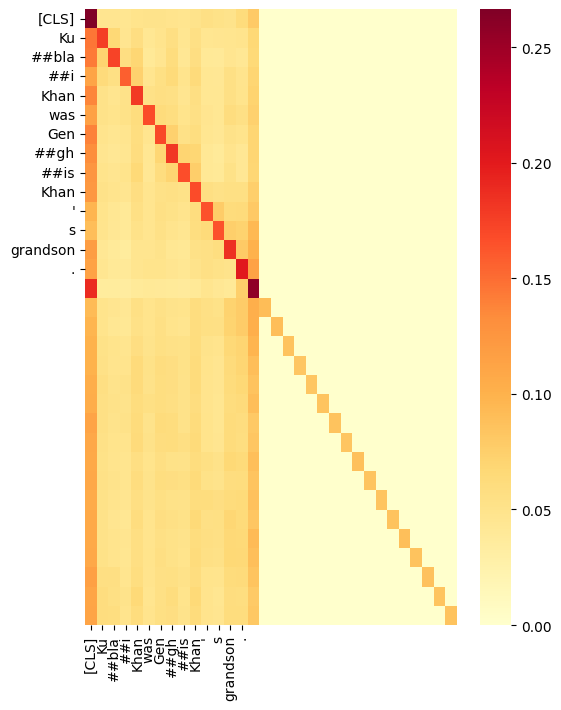 [CLS]
Ku
##bla
##i
Khan
was
Gen
##gh
##is
Khan
'
s
grandson
.
0.25
0.20
0.15
0.10
0.05
0.00
[CLS]
Ku
##bla
##i
Khan
was
Gen
##gh
##is
Khan
'
s
grandson
.